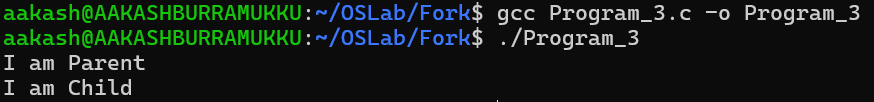 aakash@AAKASHBURRAMUKKU:~/OSLab/Fork$ gcc Program_3.c -o Program_3
aakash@AAKASHBURRAMUKKU:~/OSLab/Fork$ ./Program_3
I am Parent
I am Child